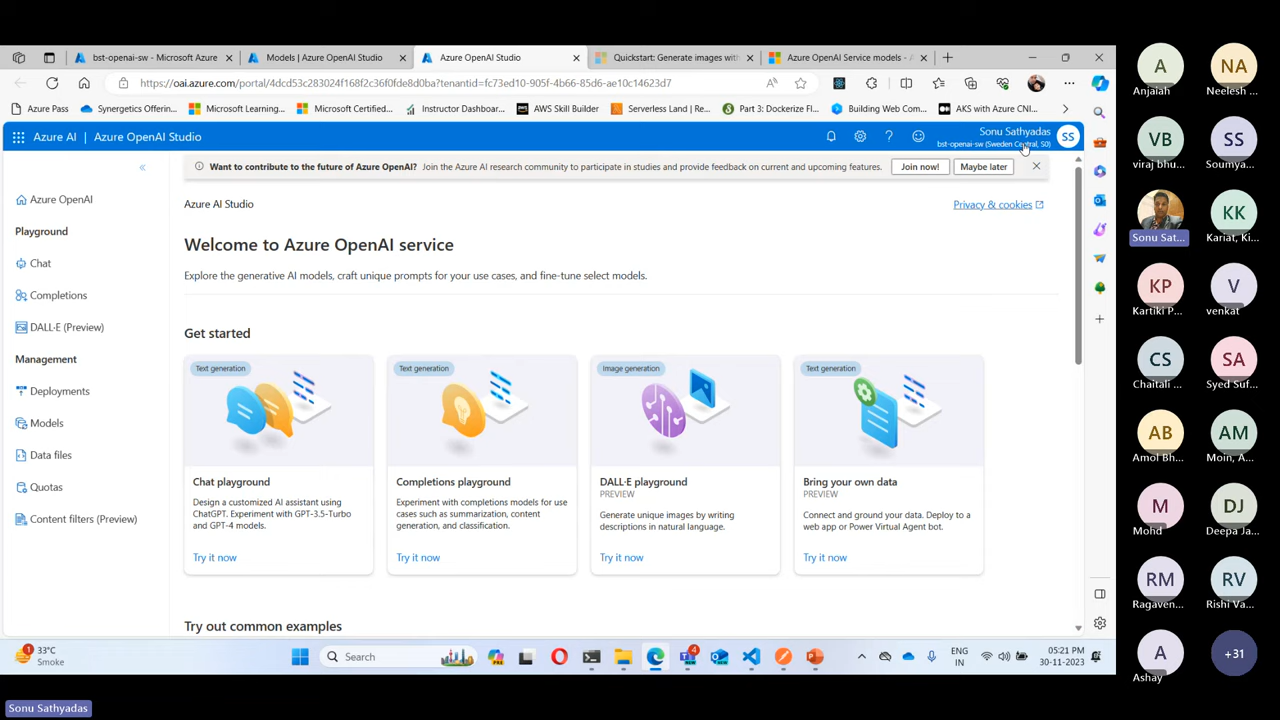 bst-openai-sw - Microsoft Azure
Models | Azure OpenAI Studio
Azure OpenAI Studio
Quickstart: Generate images with
Azure OpenAI Service models - A
https://oai.azure.com/portal/4dcd53c283024f168f2c36f0fde8d0ba?tenantid=fc73ed10-905f-4b66-85d6-ae10c14623d7
Azure Pass
Synergetics Offering...
Microsoft Learning...
Microsoft Certified...
Instructor Dashboar...
AWS Skill Builder
Serverless Land | Re...
Part 3: Dockerize Fl...
Building Web Com...
AKS with Azure CNI...
Azure AI | Azure OpenAI Studio
Sonu Sathyadas
bst-openai-sw (Sweden Central, S0)
SS
Want to contribute to the future of Azure OpenAI? Join the Azure AI research community to participate in studies and provide feedback on current and upcoming features.
Join now!
Maybe later
Azure OpenAI
Playground
Chat
Completions
DALL·E (Preview)
Management
Deployments
Models
Data files
Quotas
Content filters (Preview)
Azure AI Studio
Privacy & cookies
Welcome to Azure OpenAI service
Explore the generative AI models, craft unique prompts for your use cases, and fine-tune select models.
Get started
Text generation
Chat playground
Design a customized AI assistant using
ChatGPT. Experiment with GPT-3.5-Turbo
and GPT-4 models.
Try it now
Text generation
Completions playground
Experiment with completions models for use
cases such as summarization, content
generation, and classification.
Try it now
Image generation
DALL·E playground
PREVIEW
Generate unique images by writing
descriptions in natural language.
Try it now
Text generation
Bring your own data
PREVIEW
Connect and ground your data. Deploy to a
web app or Power Virtual Agent bot.
Try it now
Try out common examples
1
33°C
Smoke
Search
PRE
4
ENG
IN
05:21 PM
30-11-2023
A
Anjaiah
NA
Neelesh ...
VB
viraj bhu...
SS
Soumya...
Sonu Sat...
KK
Kariat, Ki...
KP
Kartiki P...
V
venkat
CS
Chaitali ...
SA
Syed Suf...
AB
Amol Bh...
AM
Moin, A...
M
Mohd
DJ
Deepa Ja...
RM
Ragaven...
RV
Rishi Va...
A
Ashay
+31
Sonu Sathyadas